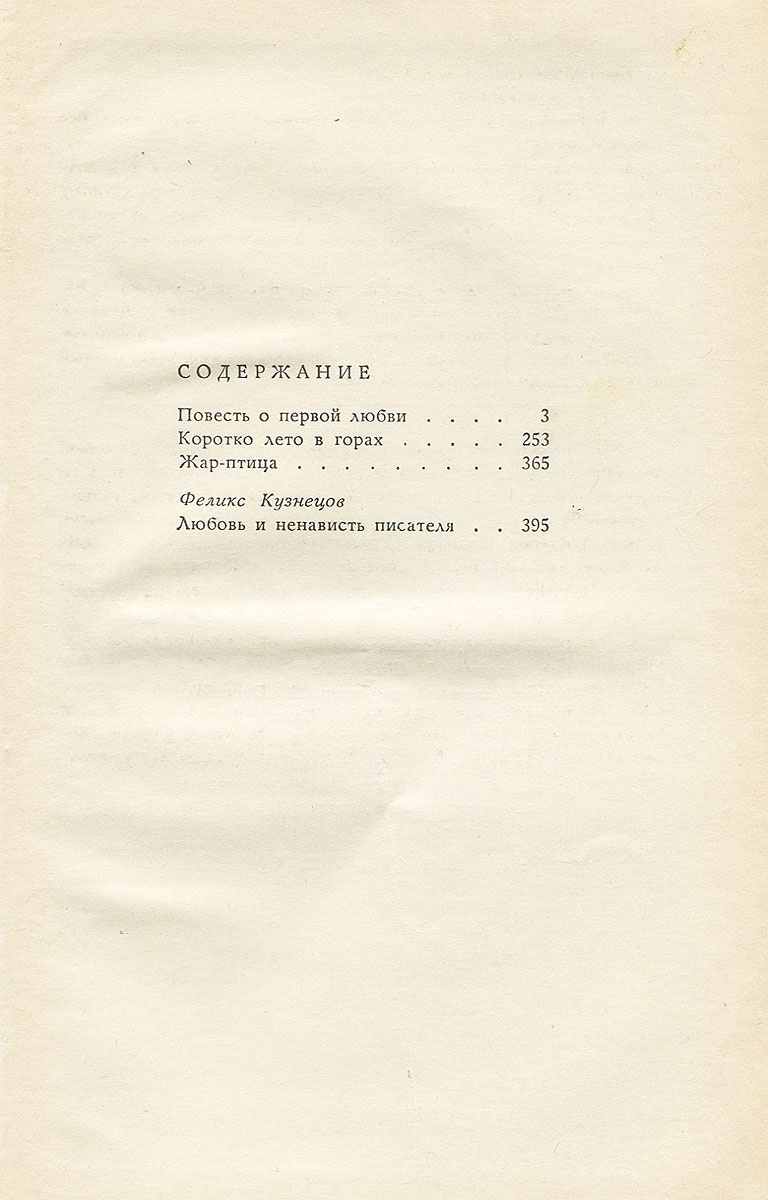 СОДЕРЖАНИЕ
Повесть о первой любви . . . . 3
Коротко лето в горах . . . . . 253
Жар-птица . . . . . . . . . 365
Феликс Кузнецов
Любовь и ненависть писателя . . 395